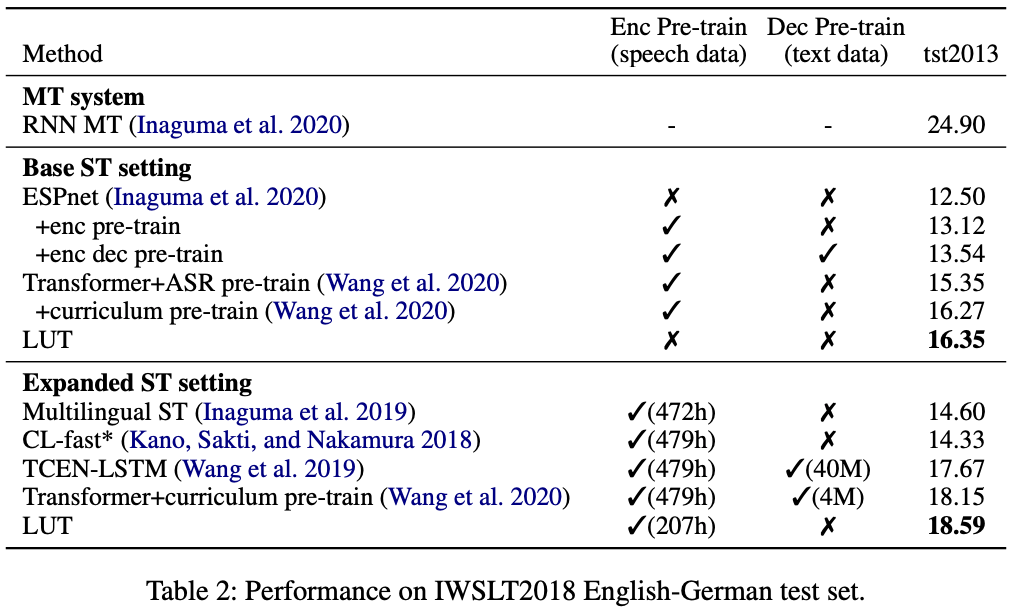 Method Enc Pre-train (speech data) Dec Pre-train (text data) tst2013
MT system
RNN MT (Inaguma et al. 2020) - - 24.90
Base ST setting
ESPnet (Inaguma et al. 2020) ✗ ✗ 12.50
+enc pre-train ✓ ✗ 13.12
+enc dec pre-train ✓ ✓ 13.54
Transformer+ASR pre-train (Wang et al. 2020) ✓ ✗ 15.35
+curriculum pre-train (Wang et al. 2020) ✓ ✗ 16.27
LUT ✗ ✗ 16.35
Expanded ST setting
Multilingual ST (Inaguma et al. 2019) ✓(472h) ✗ 14.60
CL-fast* (Kano, Sakti, and Nakamura 2018) ✓(479h) ✗ 14.33
TCEN-LSTM (Wang et al. 2019) ✓(479h) ✓(40M) 17.67
Transformer+curriculum pre-train (Wang et al. 2020) ✓(479h) ✓(4M) 18.15
LUT ✓(207h) ✗ 18.59
Table 2: Performance on IWSLT2018 English-German test set.